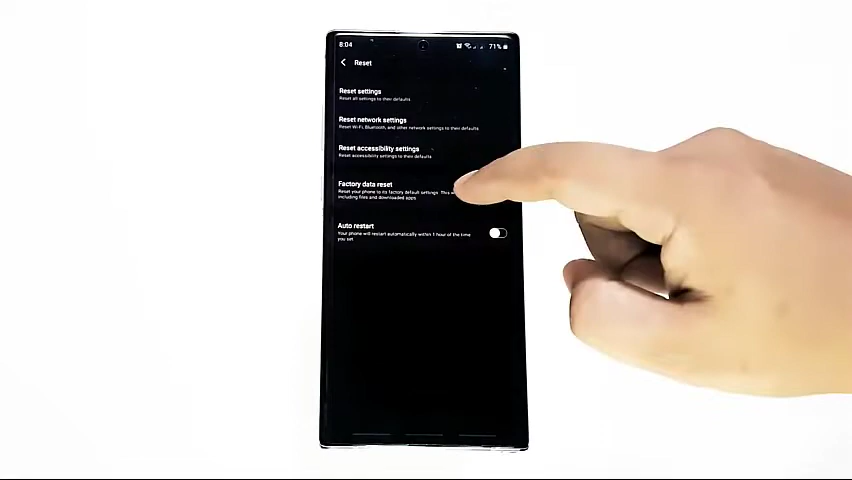 8:04 71%
Reset
Reset settings
Reset all settings to their defaults
Reset network settings
Reset Wi-Fi, Bluetooth, and other network settings to their defaults
Reset accessibility settings
Reset accessibility settings to their defaults
Factory data reset
Reset your phone to its factory default settings. This
including files and downloaded apps
Auto restart
Your phone will restart automatically within 1 hour of the time
you set